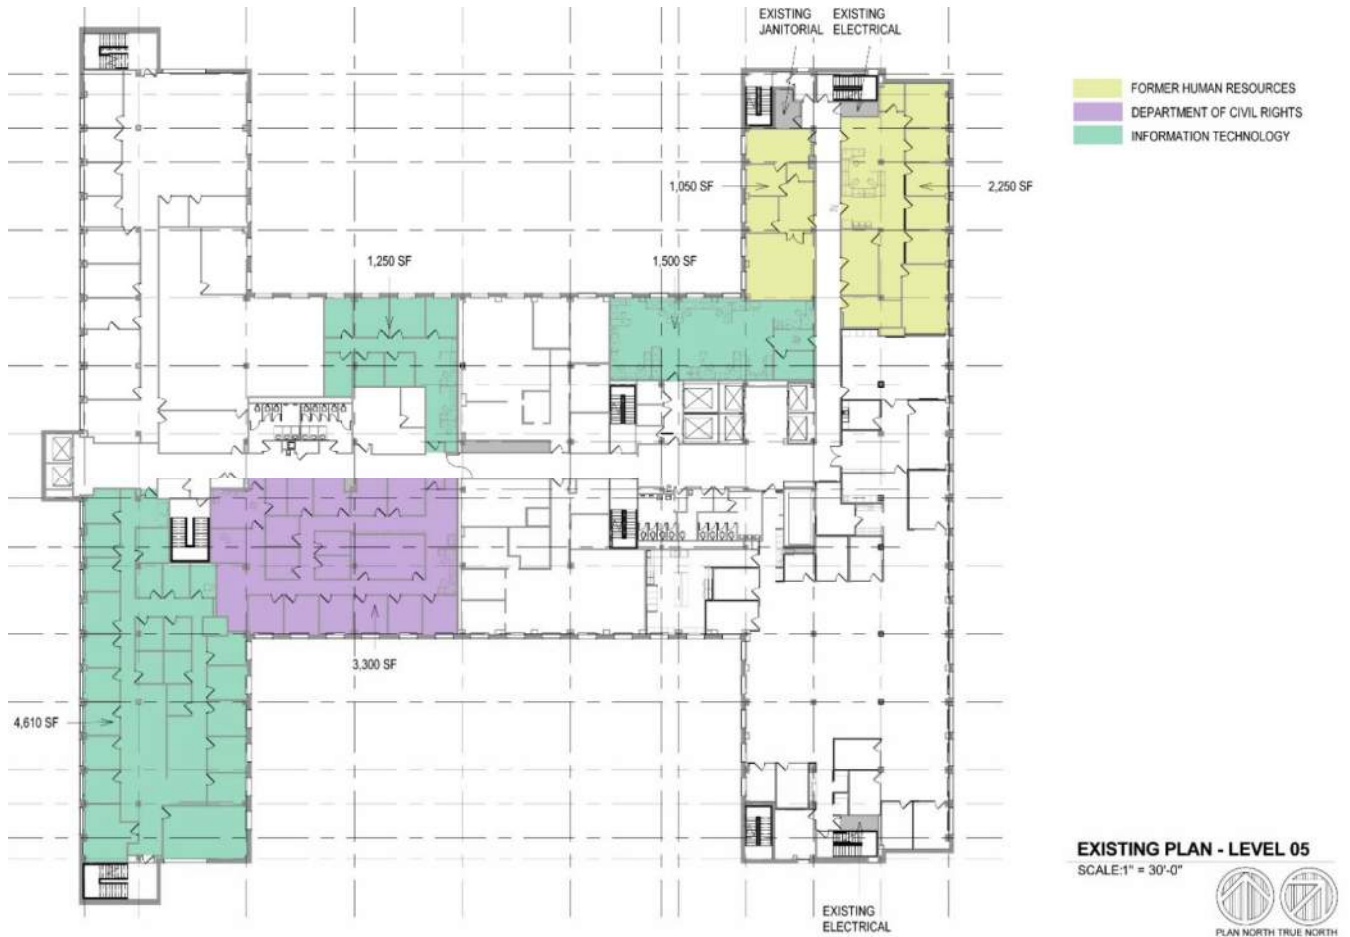 EXISTING
JANITORIAL
EXISTING
ELECTRICAL
FORMER HUMAN RESOURCES
DEPARTMENT OF CIVIL RIGHTS
INFORMATION TECHNOLOGY
1,050 SF
2,250 SF
1,250 SF
1,500 SF
3,300 SF
4,610 SF
EXISTING PLAN - LEVEL 05
SCALE:1" = 30'-0"
EXISTING
ELECTRICAL
PLAN NORTH TRUE NORTH